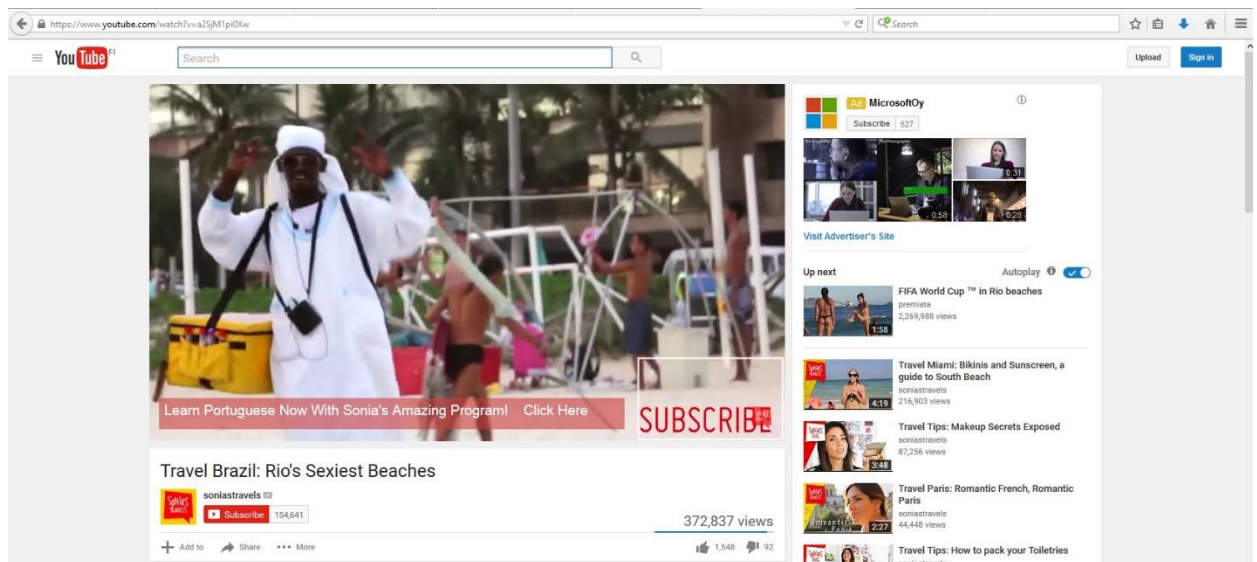 https://www.youtube.com/watch?v=a2SjM1pi0Xw
Search
You Tube FI
Search
Upload
Sign in
Learn Portuguese Now With Sonia's Amazing Program! Click Here
SUBSCRIBE
Travel Brazil: Rio's Sexiest Beaches
soniastravels
Subscribe 154,641
372,837 views
Add to Share More
1,548 92
Ad MicrosoftOy
Subscribe 527
0:31
0:58
0:28
Visit Advertiser's Site
Up next
Autoplay
FIFA World Cup ™ in Rio beaches
premiata
2,269,988 views
1:58
Travel Miami: Bikinis and Sunscreen, a
guide to South Beach
soniastravels
216,903 views
4:19
Travel Tips: Makeup Secrets Exposed
soniastravels
87,256 views
3:48
Travel Paris: Romantic French, Romantic
Paris
soniastravels
44,448 views
2:27
Travel Tips: How to pack your Toiletries